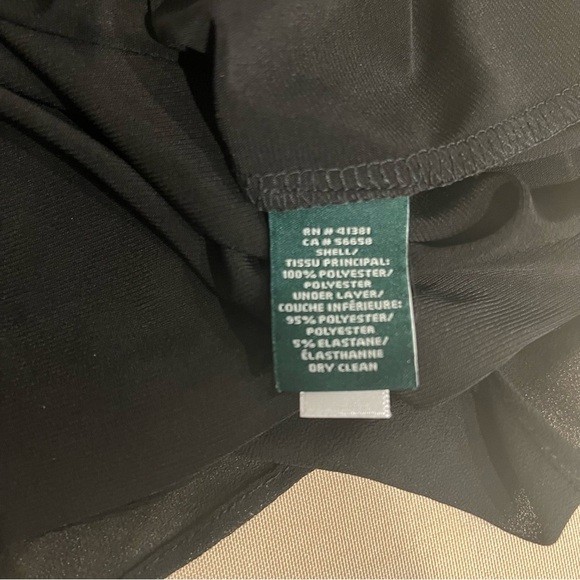 RN # 41381
CA # 56658
SHELL/
TISSU PRINCIPAL:
100% POLYESTER/
POLYESTER
UNDER LAYER/
COUCHE INFÉRIEURE:
95% POLYESTER/
POLYESTER
5% ELASTANE/
ÉLASTHANNE
DRY CLEAN